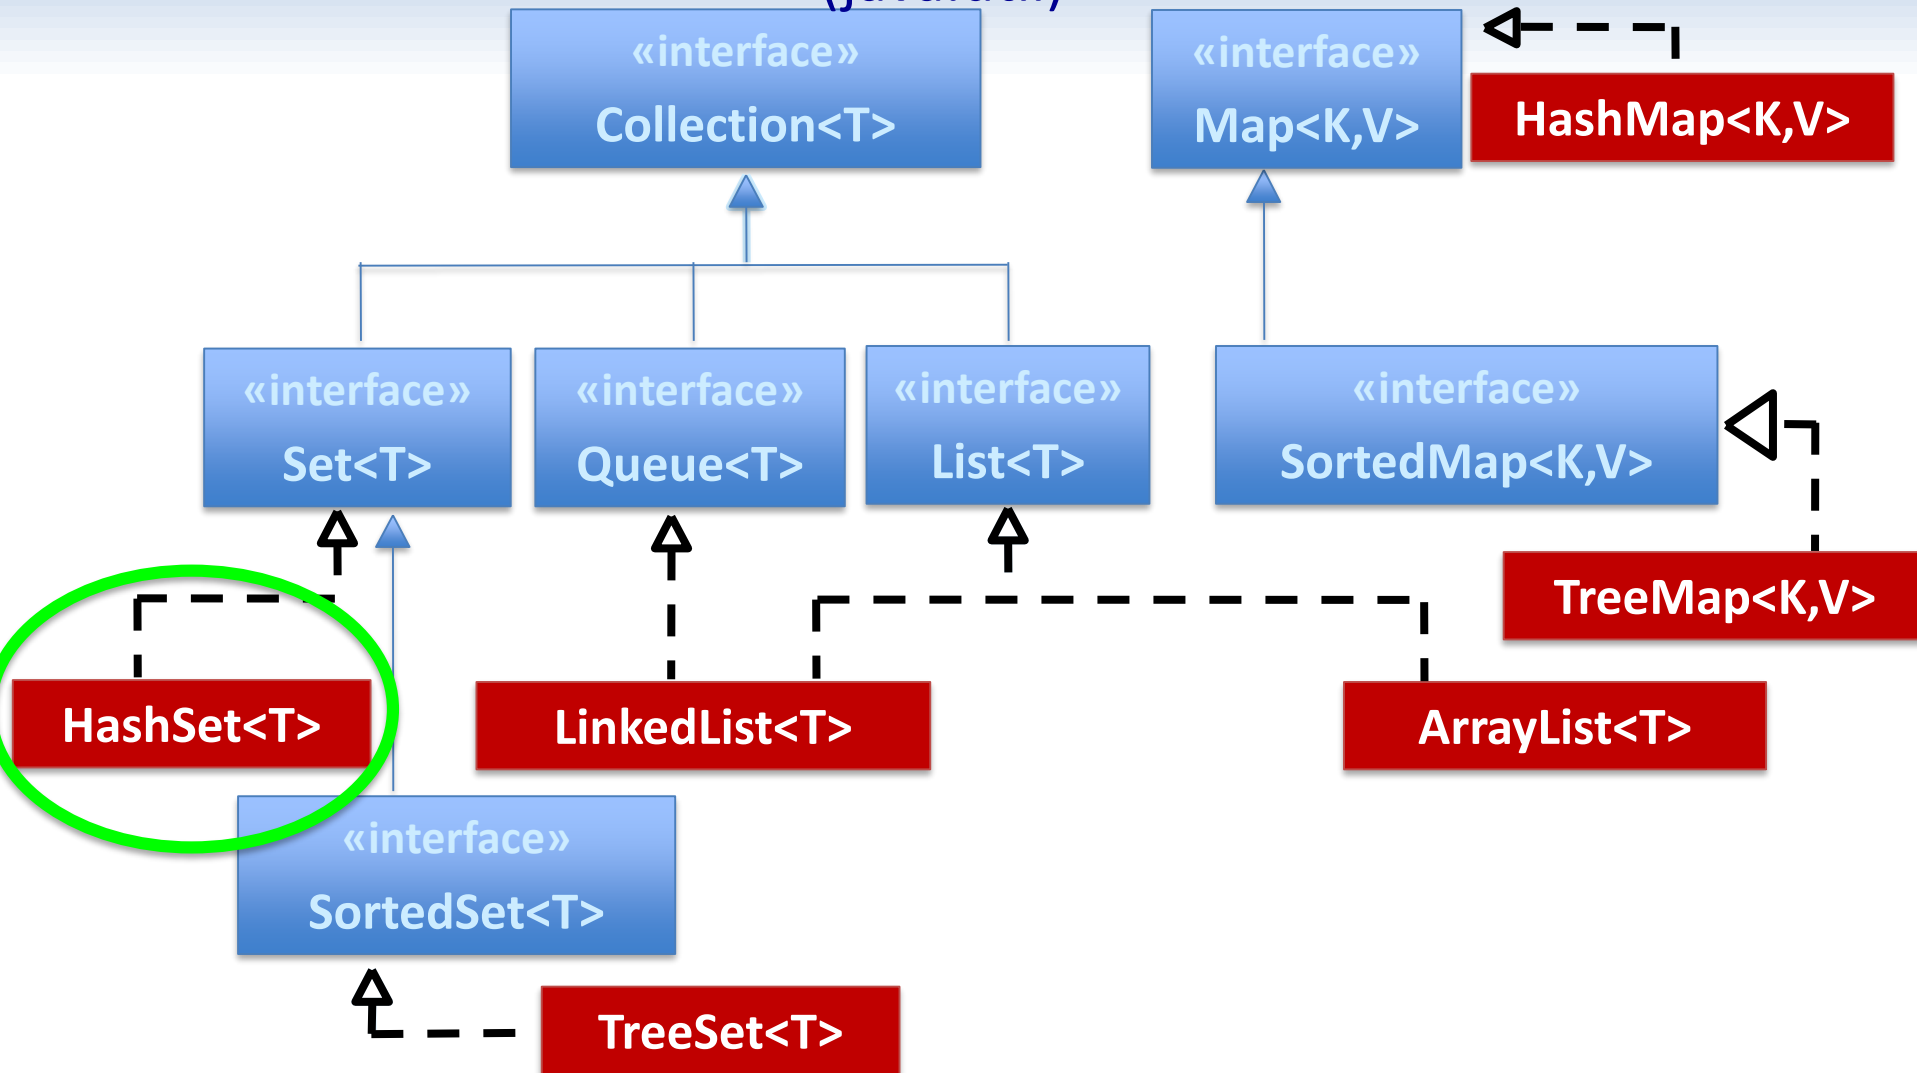 «interface»
Collection<T>
«interface»
Map<K,V>
HashMap<K,V>
«interface»
Set<T>
«interface»
Queue<T>
«interface»
List<T>
«interface»
SortedMap<K,V>
TreeMap<K,V>
HashSet<T>
LinkedList<T>
ArrayList<T>
«interface»
SortedSet<T>
TreeSet<T>